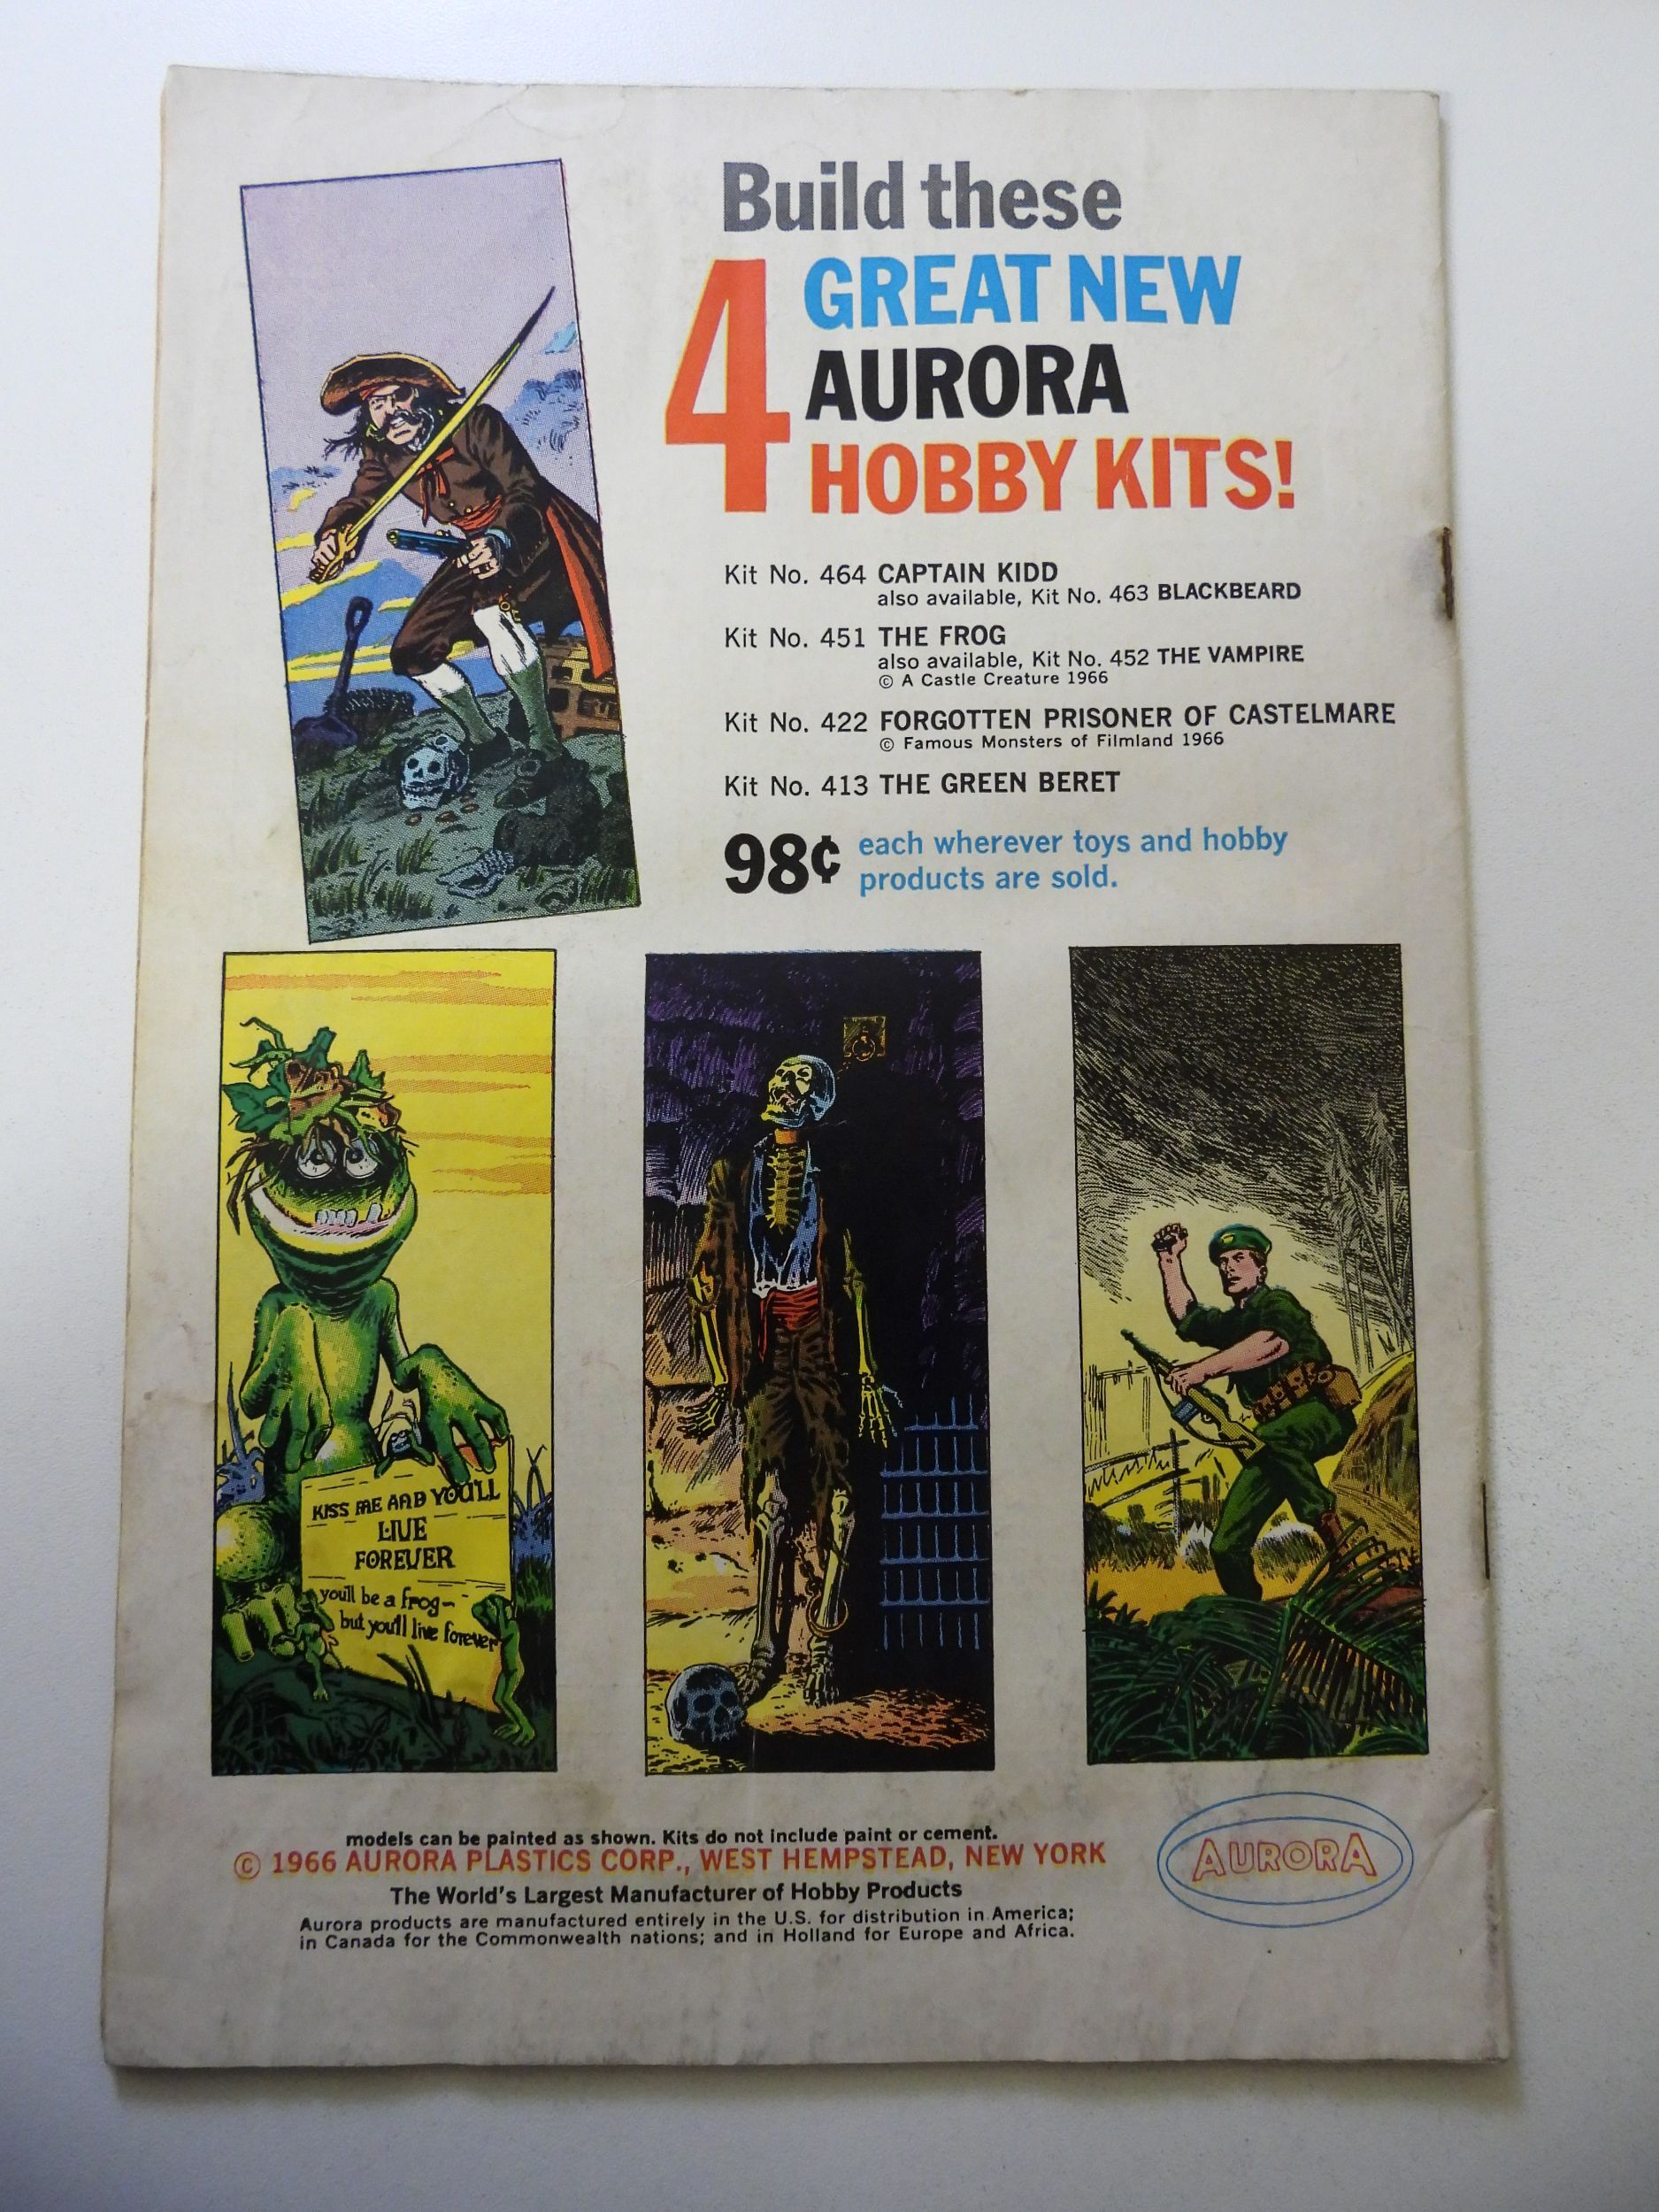 Build these
4 GREAT NEW
AURORA
HOBBY KITS!
Kit No. 464 CAPTAIN KIDD
also available, Kit No. 463 BLACKBEARD
Kit No. 451 THE FROG
also available, Kit No. 452 THE VAMPIRE
© A Castle Creature 1966
Kit No. 422 FORGOTTEN PRISONER OF CASTELMARE
© Famous Monsters of Filmland 1966
Kit No. 413 THE GREEN BERET
98¢ each wherever toys and hobby
products are sold.
KISS ME AND YOU'LL
LIVE
FOREVER
you'll be a frog-
but you'll live forever
models can be painted as shown. Kits do not include paint or cement.
© 1966 AURORA PLASTICS CORP., WEST HEMPSTEAD, NEW YORK
The World's Largest Manufacturer of Hobby Products
Aurora products are manufactured entirely in the U.S. for distribution in America;
in Canada for the Commonwealth nations; and in Holland for Europe and Africa.
AURORA